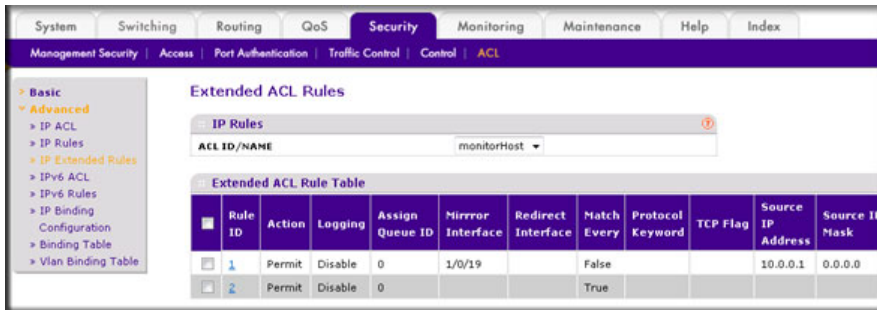 System Switching Routing QoS Security Monitoring Maintenance Help Index
Management Security | Access | Port Authentication | Traffic Control | Control | ACL
Basic
Advanced
» IP ACL
» IP Rules
» IP Extended Rules
» IPv6 ACL
» IPv6 Rules
» IP Binding
Configuration
» Binding Table
» Vlan Binding Table
Extended ACL Rules
IP Rules
ACL ID/NAME monitorHost
Extended ACL Rule Table
Rule ID Action Logging Assign Queue ID Mirrror Interface Redirect Interface Match Every Protocol Keyword TCP Flag Source IP Address Source IP Mask
1 Permit Disable 0 1/0/19 False 10.0.0.1 0.0.0.0
2 Permit Disable 0 True